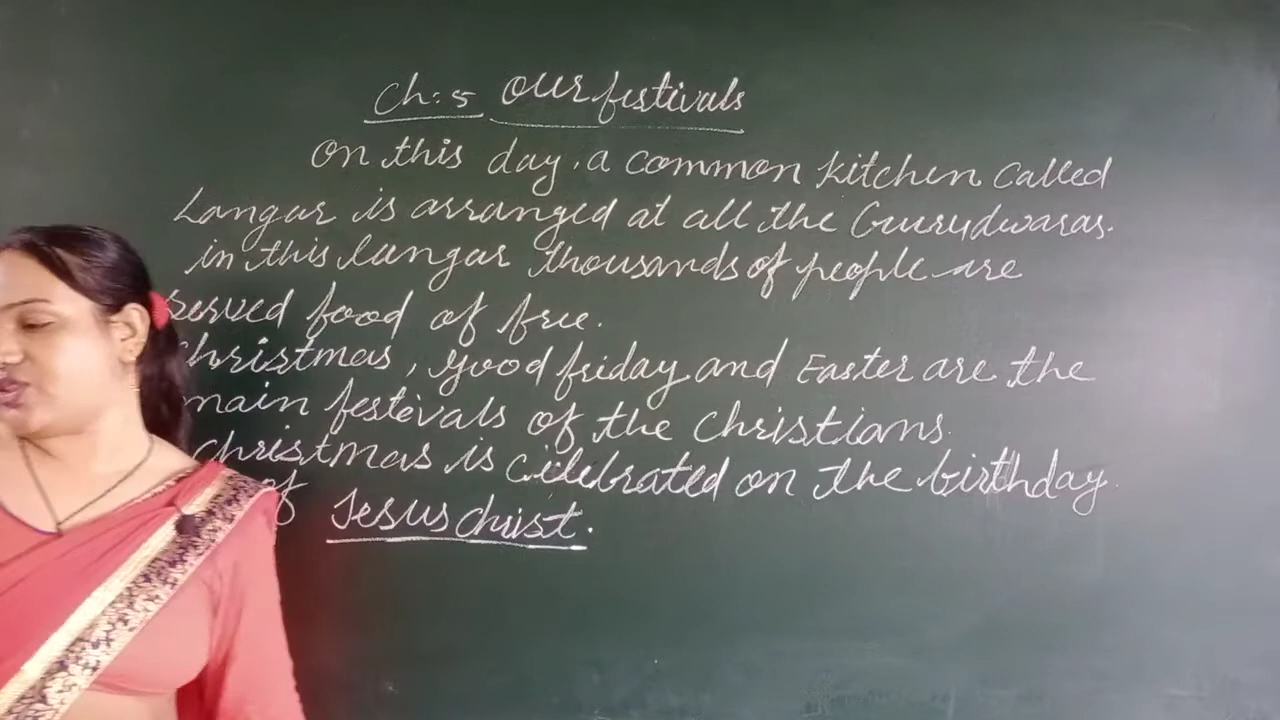 Ch: 5 Our festivals
On this day, a common kitchen called
Langar is arranged at all the Gurudwaras.
in this langar thousands of people are
served food of free.
Christmas, Good friday and Easter are the
main festivals of the Christians.
Christmas is celebrated on the birthday
of Jesus Christ.